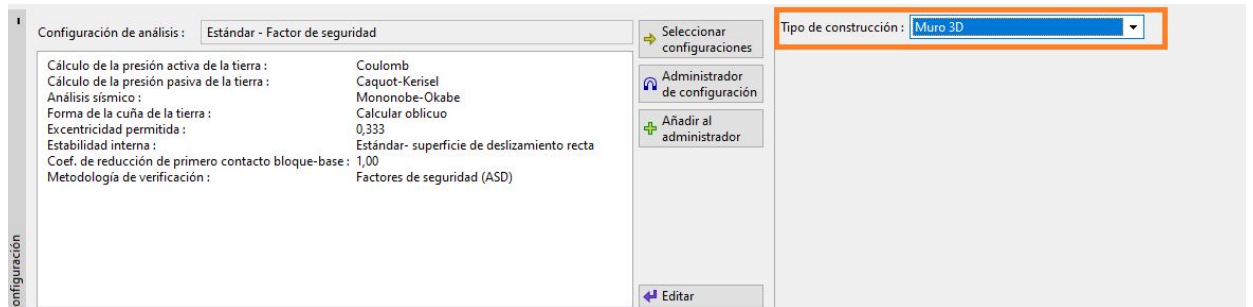 Configuración de análisis : Estándar - Factor de seguridad
Cálculo de la presión activa de la tierra : Coulomb
Cálculo de la presión pasiva de la tierra : Caquot-Kerisel
Análisis sísmico : Mononobe-Okabe
Forma de la cuña de la tierra : Calcular oblicuo
Excentricidad permitida : 0,333
Estabilidad interna : Estándar- superficie de deslizamiento recta
Coef. de reducción de primero contacto bloque-base : 1,00
Metodología de verificación : Factores de seguridad (ASD)
Seleccionar
configuraciones
Administrador
de configuración
Añadir al
administrador
Editar
Tipo de construcción : Muro 3D
onfiguración